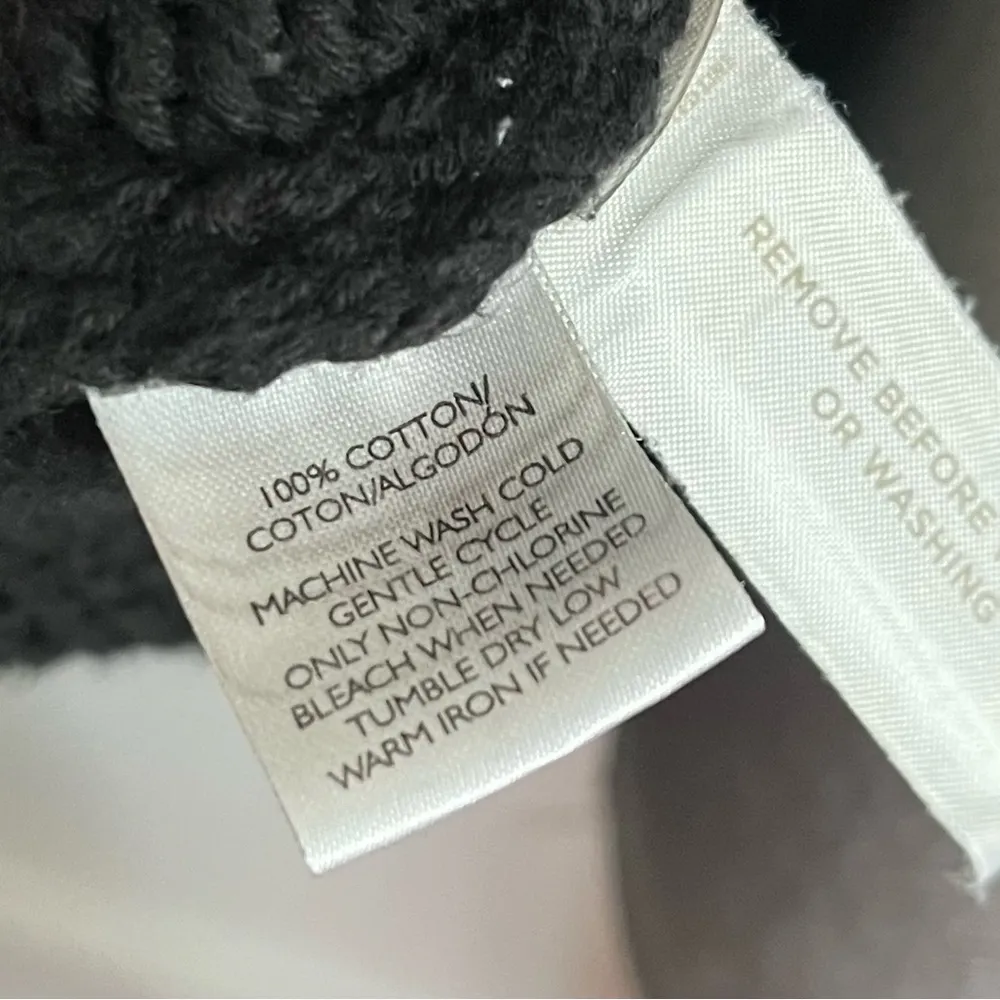 100% COTTON/
COTON/ALGODÓN
MACHINE WASH COLD
GENTLE CYCLE
ONLY NON-CHLORINE
BLEACH WHEN NEEDED
TUMBLE DRY LOW
WARM IRON IF NEEDED
REMOVE BEFORE
OR WASHING